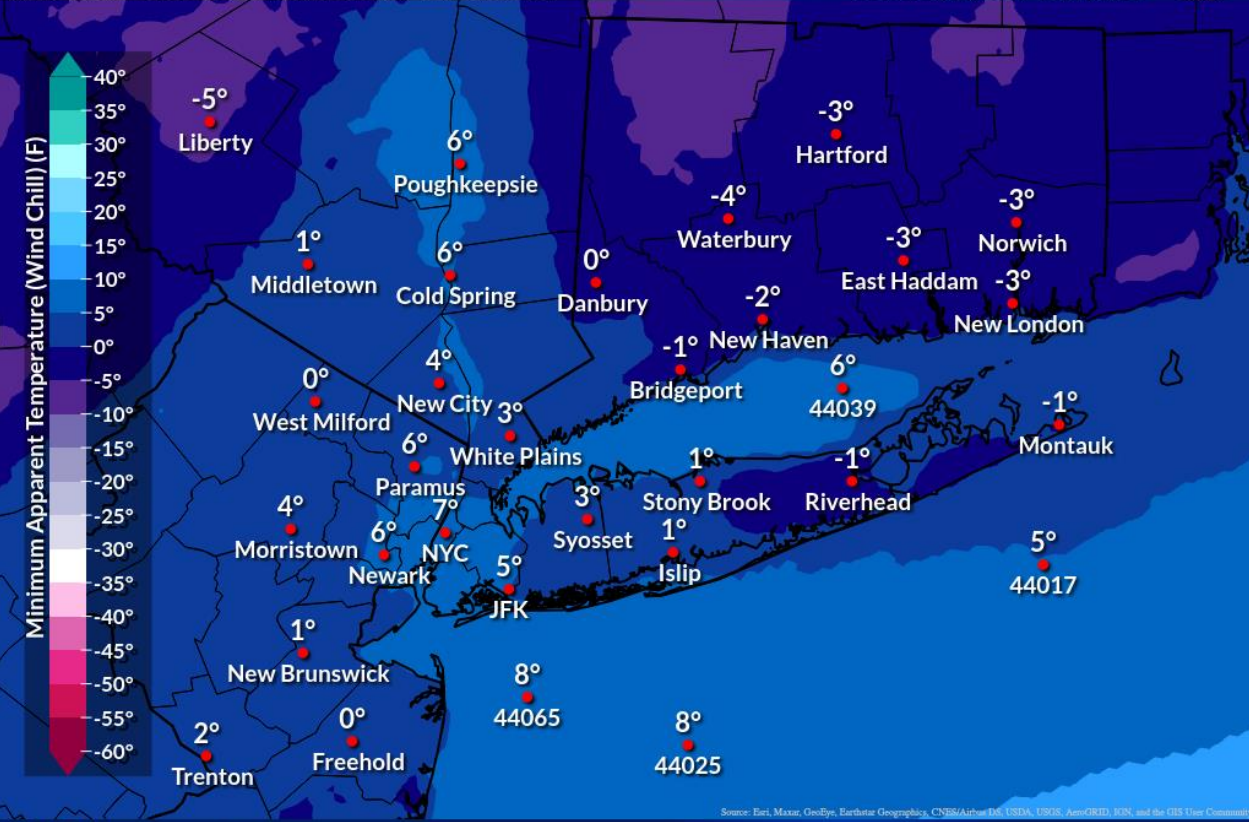 Minimum Apparent Temperature (Wind Chill) (F)
40°
35°
30°
25°
20°
15°
10°
5°
0°
-5°
-10°
-15°
-20°
-25°
-30°
-35°
-40°
-45°
-50°
-55°
-60°
-5°
Liberty
6°
Poughkeepsie
-3°
Hartford
-4°
Waterbury
-3°
Norwich
1°
Middletown
6°
Cold Spring
0°
Danbury
-3°
East Haddam
-3°
New London
-2°
New Haven
-1°
Bridgeport
6°
44039
0°
West Milford
4°
New City
3°
White Plains
-1°
Montauk
6°
Paramus
1°
Stony Brook
-1°
Riverhead
4°
Morristown
6°
Newark
7°
NYC
3°
Syosset
1°
Islip
5°
JFK
5°
44017
1°
New Brunswick
8°
44065
2°
Trenton
0°
Freehold
8°
44025
Source: Esri, Maxar, GeoEye, Earthstar Geographics, CNES/Airbus DS, USDA, USGS, AeroGRID, IGN, and the GIS User Communit